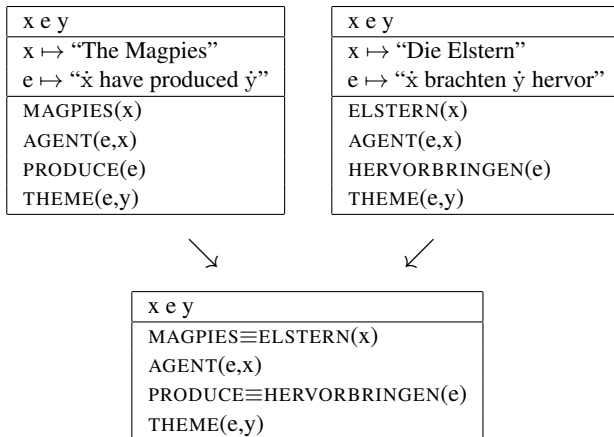 x e y
x ↦ “The Magpies”
e ↦ “ẋ have produced ẏ”
MAGPIES(x)
AGENT(e,x)
PRODUCE(e)
THEME(e,y)
x e y
x ↦ “Die Elstern”
e ↦ “ẋ brachten ẏ hervor”
ELSTERN(x)
AGENT(e,x)
HERVORBRINGEN(e)
THEME(e,y)
x e y
MAGPIES≡ELSTERN(x)
AGENT(e,x)
PRODUCE≡HERVORBRINGEN(e)
THEME(e,y)